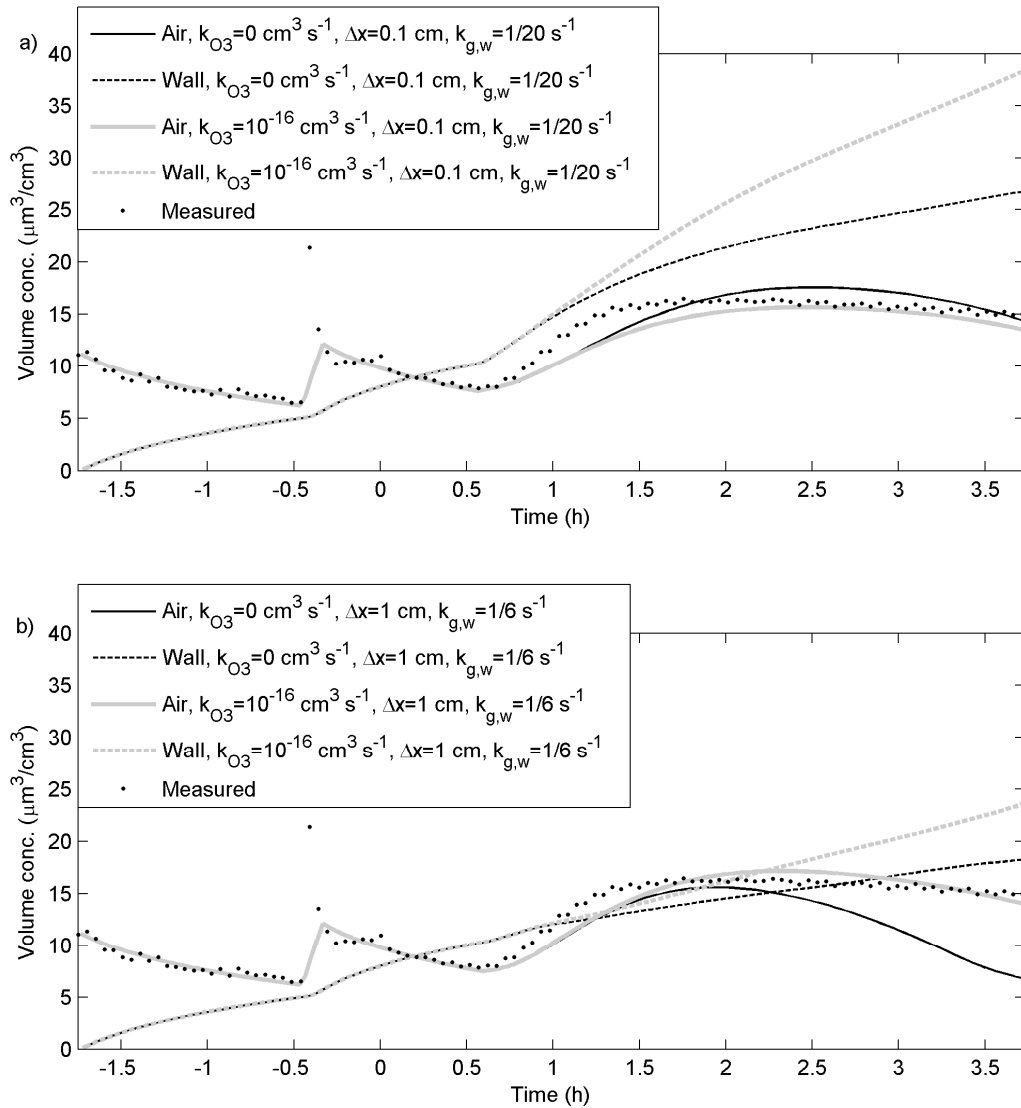 a)
Air, kO3=0 cm3 s-1, Δx=0.1 cm, kg,w=1/20 s-1
Wall, kO3=0 cm3 s-1, Δx=0.1 cm, kg,w=1/20 s-1
Air, kO3=10-16 cm3 s-1, Δx=0.1 cm, kg,w=1/20 s-1
Wall, kO3=10-16 cm3 s-1, Δx=0.1 cm, kg,w=1/20 s-1
Measured
Volume conc. (μm3/cm3)
40
35
30
25
20
15
10
5
0
-1.5 -1 -0.5 0 0.5 1 1.5 2 2.5 3 3.5
Time (h)
b)
Air, kO3=0 cm3 s-1, Δx=1 cm, kg,w=1/6 s-1
Wall, kO3=0 cm3 s-1, Δx=1 cm, kg,w=1/6 s-1
Air, kO3=10-16 cm3 s-1, Δx=1 cm, kg,w=1/6 s-1
Wall, kO3=10-16 cm3 s-1, Δx=1 cm, kg,w=1/6 s-1
Measured
Volume conc. (μm3/cm3)
40
35
30
25
20
15
10
5
0
-1.5 -1 -0.5 0 0.5 1 1.5 2 2.5 3 3.5
Time (h)